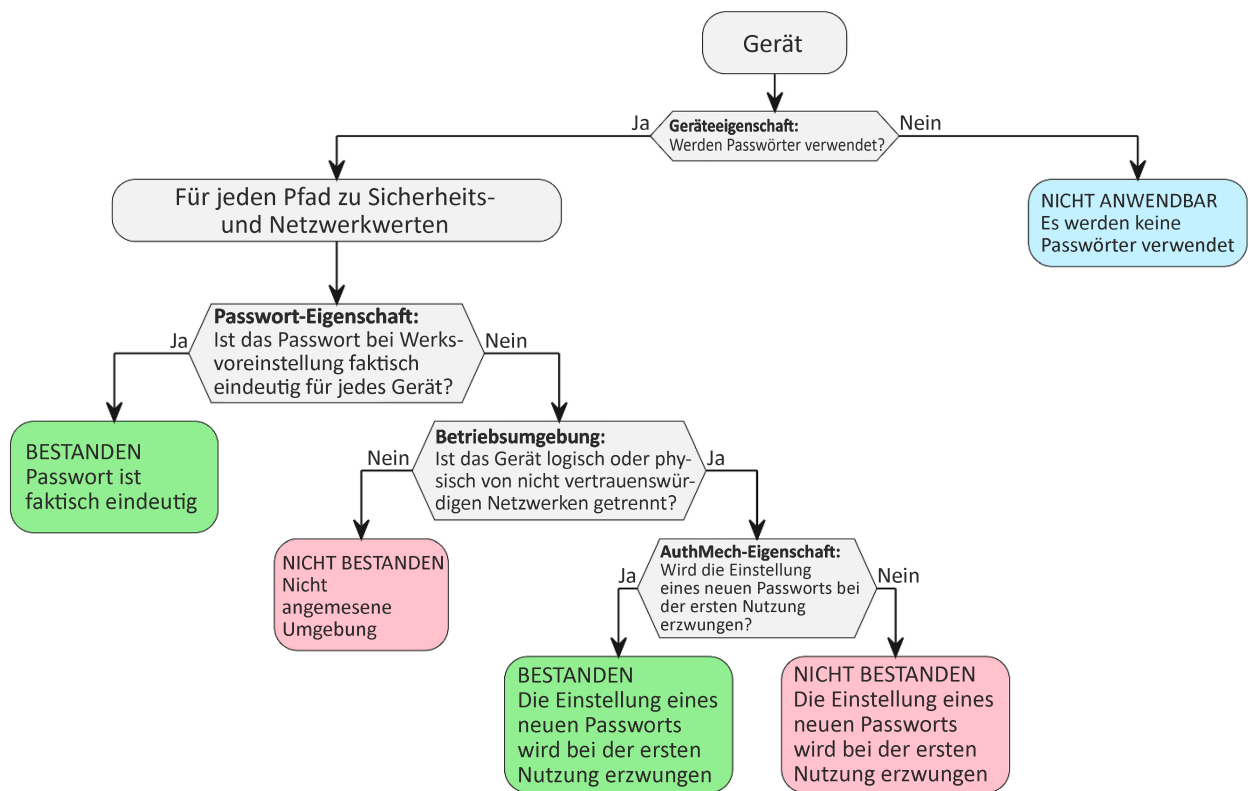 Gerät
Ja
Geräteeigenschaft:
Werden Passwörter verwendet?
Nein
Für jeden Pfad zu Sicherheits-
und Netzwerkwerten
NICHT ANWENDBAR
Es werden keine
Passwörter verwendet
Ja
Passwort-Eigenschaft:
Ist das Passwort bei Werks-
voreinstellung faktisch
eindeutig für jedes Gerät?
Nein
BESTANDEN
Passwort ist
faktisch eindeutig
Nein
Betriebsumgebung:
Ist das Gerät logisch oder phy-
sisch von nicht vertrauenswür-
digen Netzwerken getrennt?
Ja
NICHT BESTANDEN
Nicht
angemesene
Umgebung
Ja
AuthMech-Eigenschaft:
Wird die Einstellung
eines neuen Passworts bei
der ersten Nutzung
erzwungen?
Nein
BESTANDEN
Die Einstellung eines
neuen Passworts
wird bei der ersten
Nutzung erzwungen
NICHT BESTANDEN
Die Einstellung eines
neuen Passworts
wird bei der ersten
Nutzung erzwungen